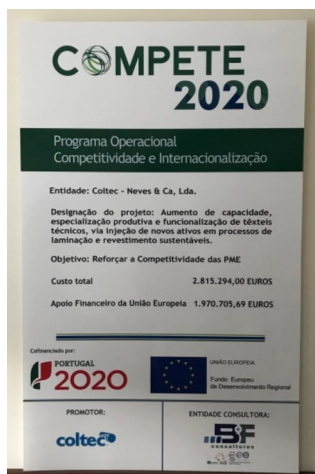 COMPETE
2020
Programa Operacional
Competitividade e Internacionalização
Entidade: Coltec - Neves & Ca, Lda.
Designação do projeto: Aumento de capacidade,
especialização produtiva e funcionalização de têxteis
técnicos, via injeção de novos ativos em processos de
laminação e revestimento sustentáveis.
Objetivo: Reforçar a Competitividade das PME
Custo total 2.815.294,00 EUROS
Apoio Financeiro da União Europeia 1.970.705,69 EUROS
Cofinanciado por:
PORTUGAL
2020
UNIÃO EUROPEIA
Fundo Europeu
de Desenvolvimento Regional
PROMOTOR:
coltec
ENTIDADE CONSULTORA:
BF
consultores